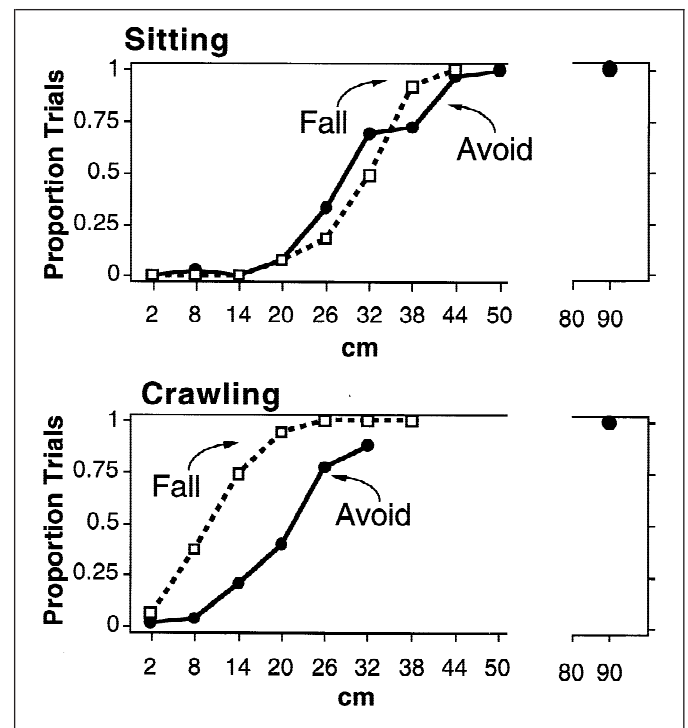 Sitting
Proportion Trials
1
0.75
0.5
0.25
0
Fall
Avoid
2 8 14 20 26 32 38 44 50 80 90
cm
Crawling
Proportion Trials
1
0.75
0.5
0.25
0
Fall
Avoid
2 8 14 20 26 32 38 44 50 80 90
cm